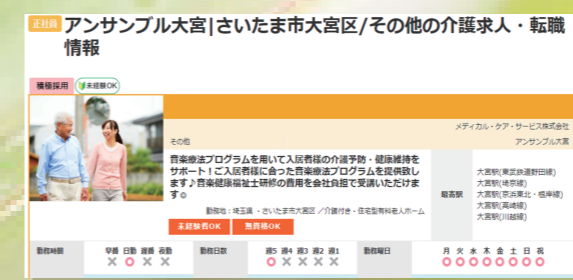 正社員 アンサンブル大宮|さいたま市大宮区/その他の介護求人・転職
情報
積極採用 未経験OK
メディカル・ケア・サービス株式会社
その他 アンサンブル大宮
音楽療法プログラムを用いて入居者様の介護予防・健康維持を
サポート!ご入居者様に合った音楽療法プログラムを提供致し
ます♪音楽健康福祉士研修の費用を会社負担で受講いただけま
す。
勤務地:埼玉県 - さいたま市大宮区 /介護付き・住宅型有料老人ホーム
未経験者OK 無資格OK
最寄駅
大宮駅(東武鉄道野田線)
大宮駅(埼京線)
大宮駅(京浜東北・根岸線)
大宮駅(高崎線)
大宮駅(川越線)
勤務時間 早番 日勤 遅番 夜勤 勤務日数 週5 週4 週3 週2 週1 勤務曜日 月 火 水 木 金 土 日 祝
× ○ × × ○ × × × × ○ ○ ○ ○ ○ ○ ○ ○